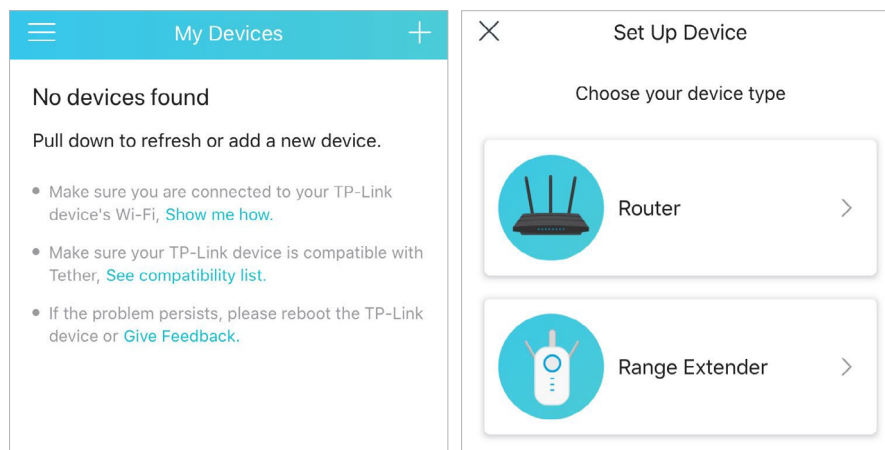 My Devices
No devices found
Pull down to refresh or add a new device.
Make sure you are connected to your TP-Link
device's Wi-Fi, Show me how.
Make sure your TP-Link device is compatible with
Tether, See compatibility list.
If the problem persists, please reboot the TP-Link
device or Give Feedback.
Set Up Device
Choose your device type
Router
Range Extender